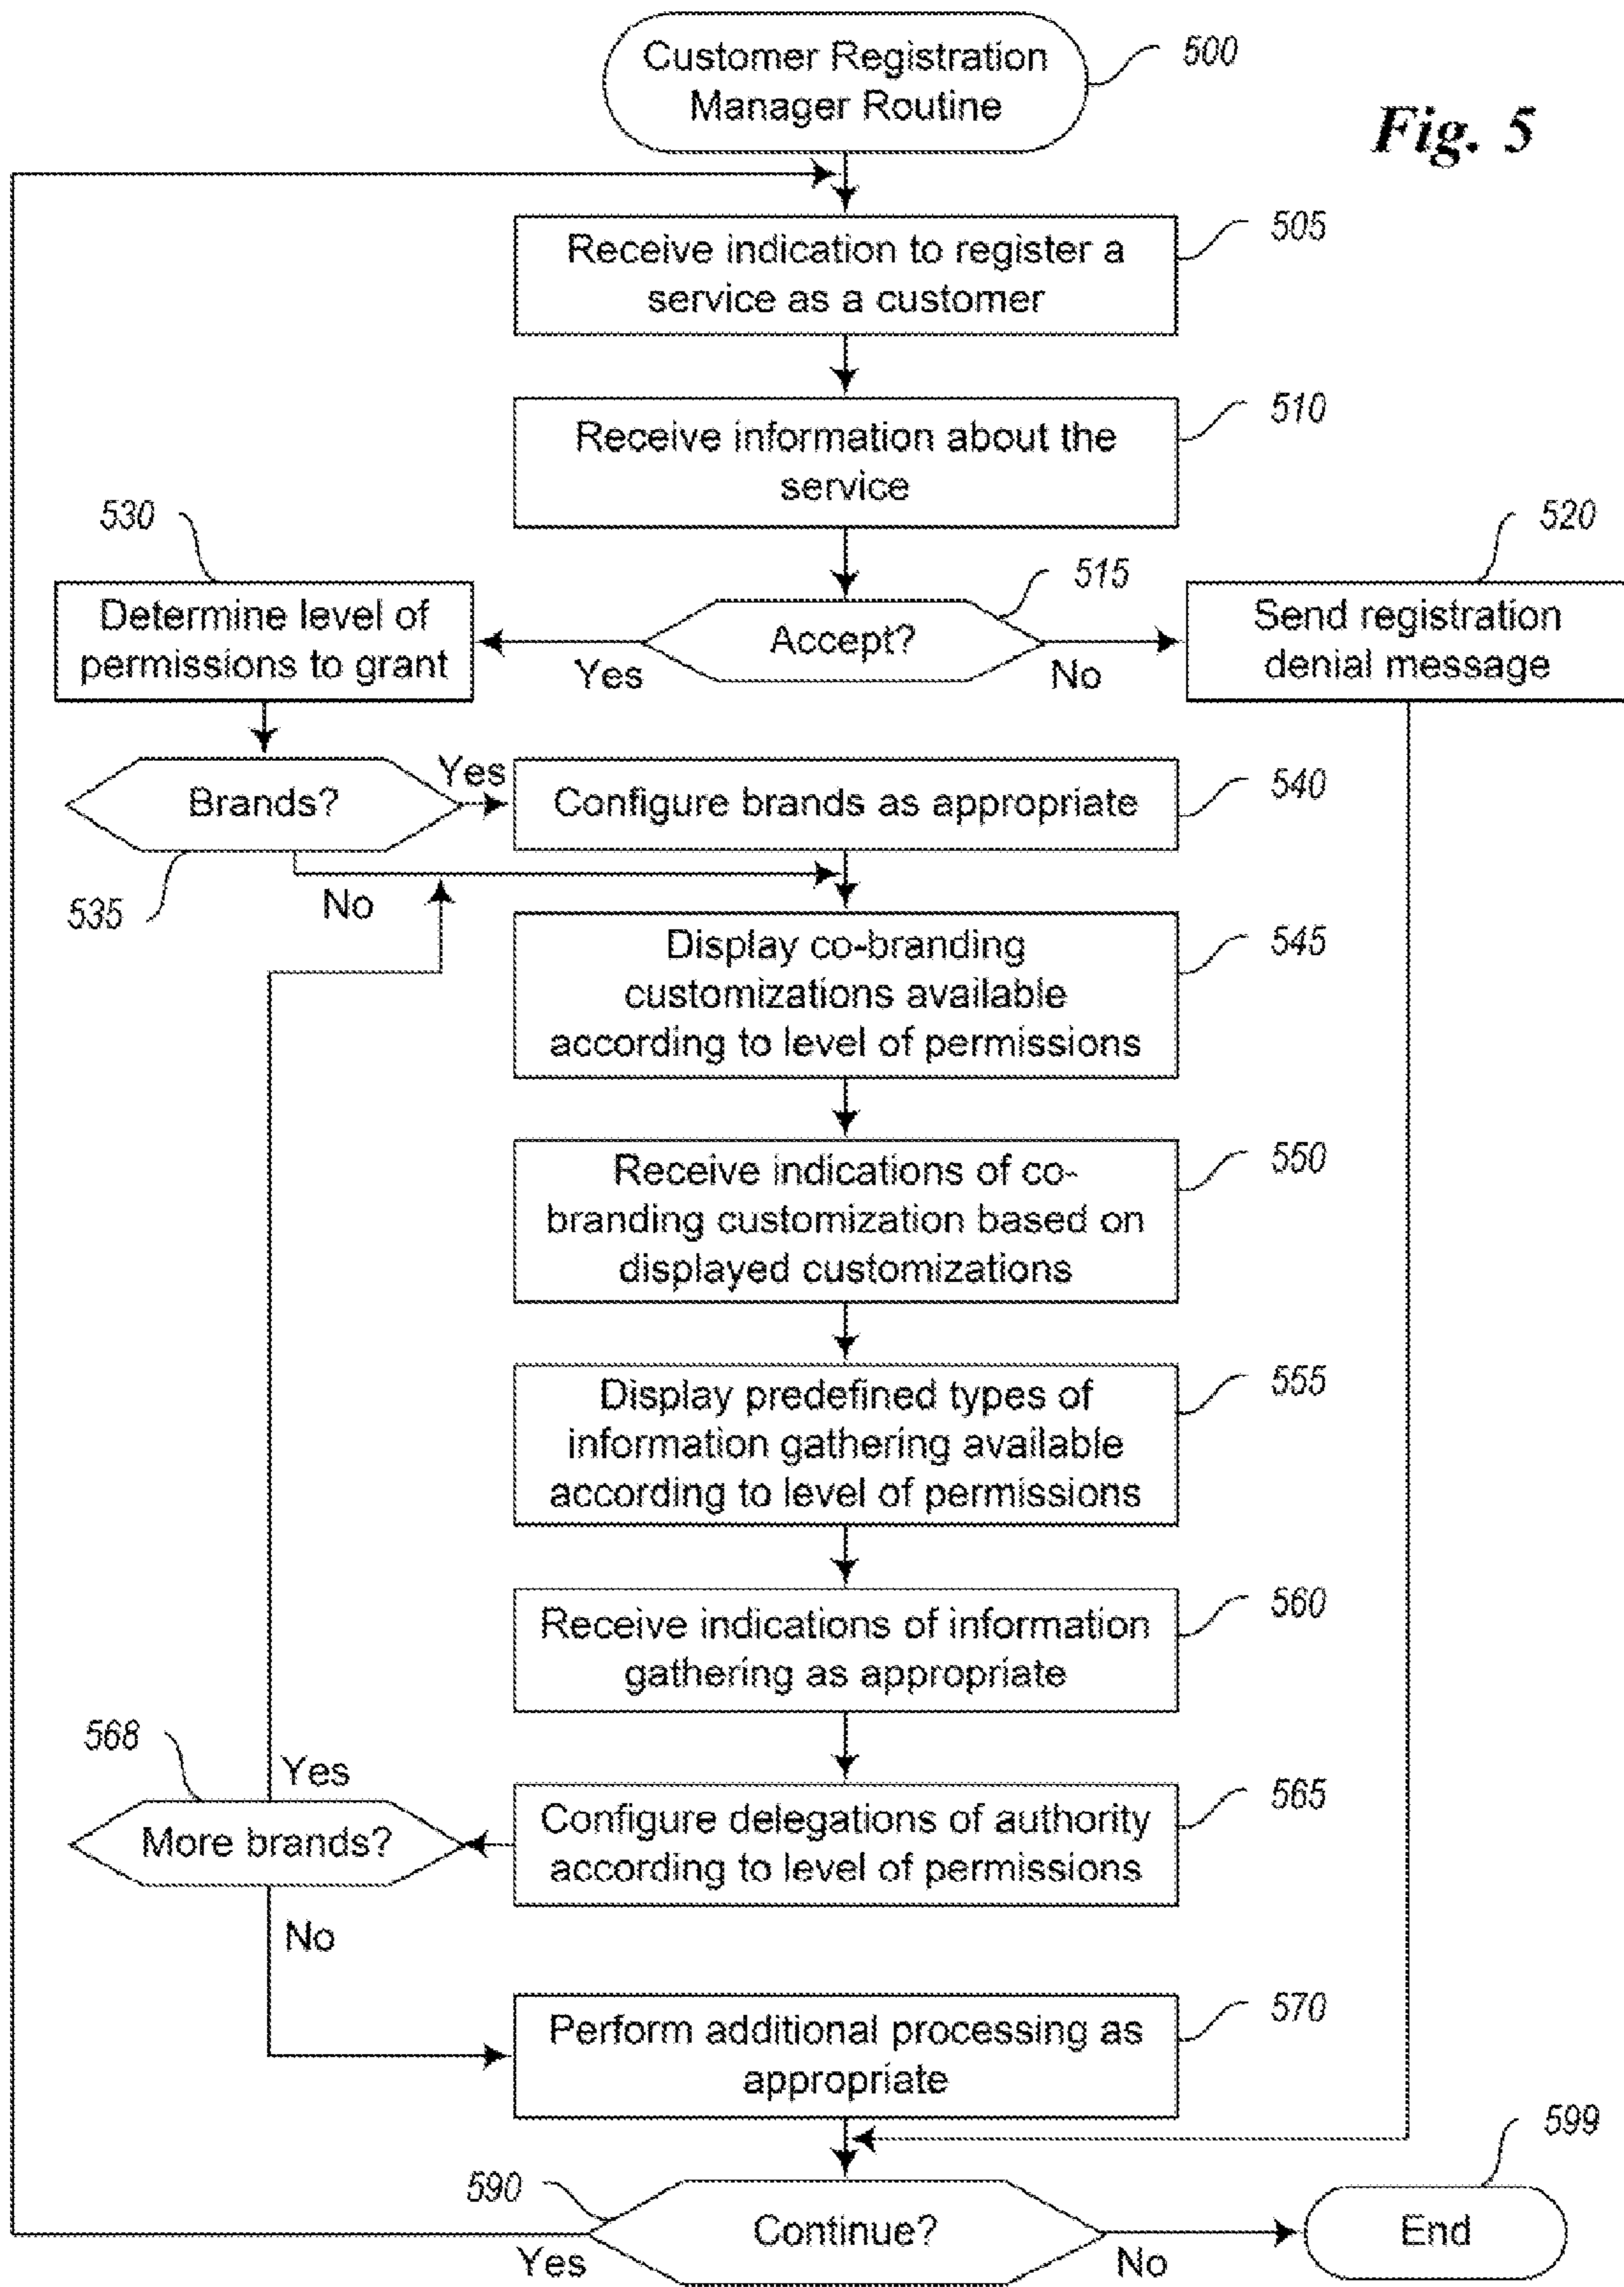 Customer Registration
Manager Routine
500
Fig. 5
Receive indication to register a
service as a customer
505
Receive information about the
service
510
530
Determine level of
permissions to grant
Accept?
515
Yes
No
520
Send registration
denial message
Brands?
535
Yes
No
Configure brands as appropriate
540
Display co-branding
customizations available
according to level of permissions
545
Receive indications of co-
branding customization based on
displayed customizations
550
Display predefined types of
information gathering available
according to level of permissions
555
Receive indications of information
gathering as appropriate
560
Configure delegations of authority
according to level of permissions
565
568
Yes
More brands?
No
Perform additional processing as
appropriate
570
590
Continue?
Yes
No
599
End